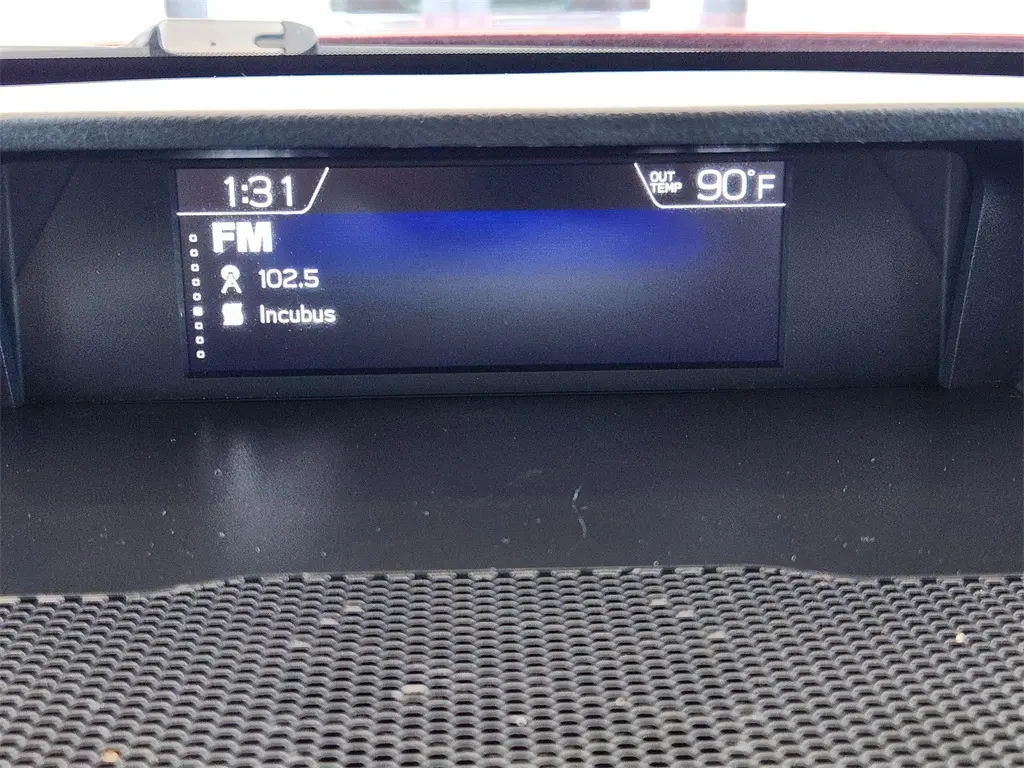 1:31
OUT TEMP 90°F
FM
102.5
Incubus